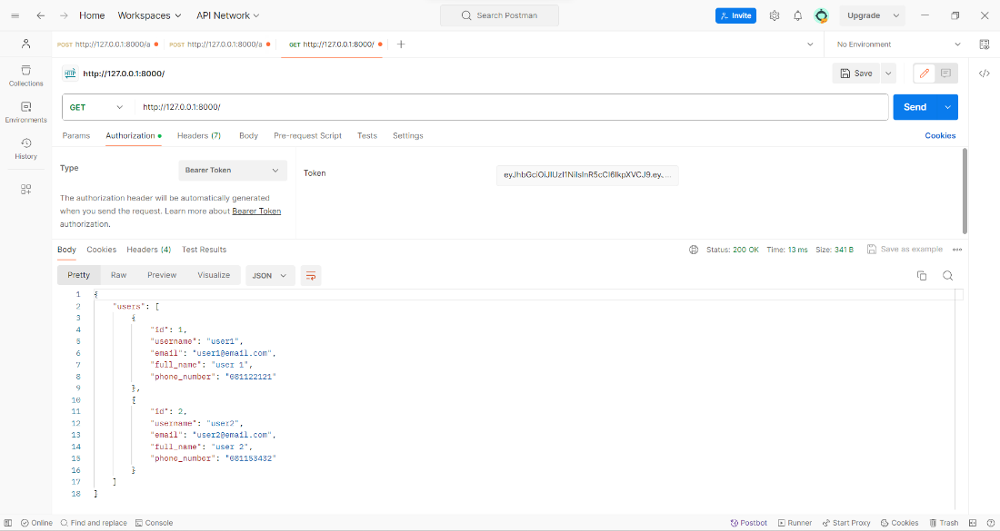 Home Workspaces API Network Search Postman Invite Upgrade
POST http://127.0.0.1:8000/a POST http://127.0.0.1:8000/a GET http://127.0.0.1:8000/ No Environment
HTTP http://127.0.0.1:8000/ Save
GET http://127.0.0.1:8000/ Send
Params Authorization Headers (7) Body Pre-request Script Tests Settings Cookies
Collections
Environments
History
Type Bearer Token Token eyJhbGciOiJIUzI1NiIsInR5cCI6IkpXVCJ9.ey...
The authorization header will be automatically generated
when you send the request. Learn more about Bearer Token
authorization.
Body Cookies Headers (4) Test Results Status: 200 OK Time: 13 ms Size: 341 B Save as example
Pretty Raw Preview Visualize JSON
1 {
2 "users": [
3 {
4 "id": 1,
5 "username": "user1",
6 "email": "user1@email.com",
7 "full_name": "user 1",
8 "phone_number": "081122121"
9 },
10 {
11 "id": 2,
12 "username": "user2",
13 "email": "user2@email.com",
14 "full_name": "user 2",
15 "phone_number": "081153432"
16 }
17 ]
18 }
Online Find and replace Console Postbot Runner Start Proxy Cookies Trash